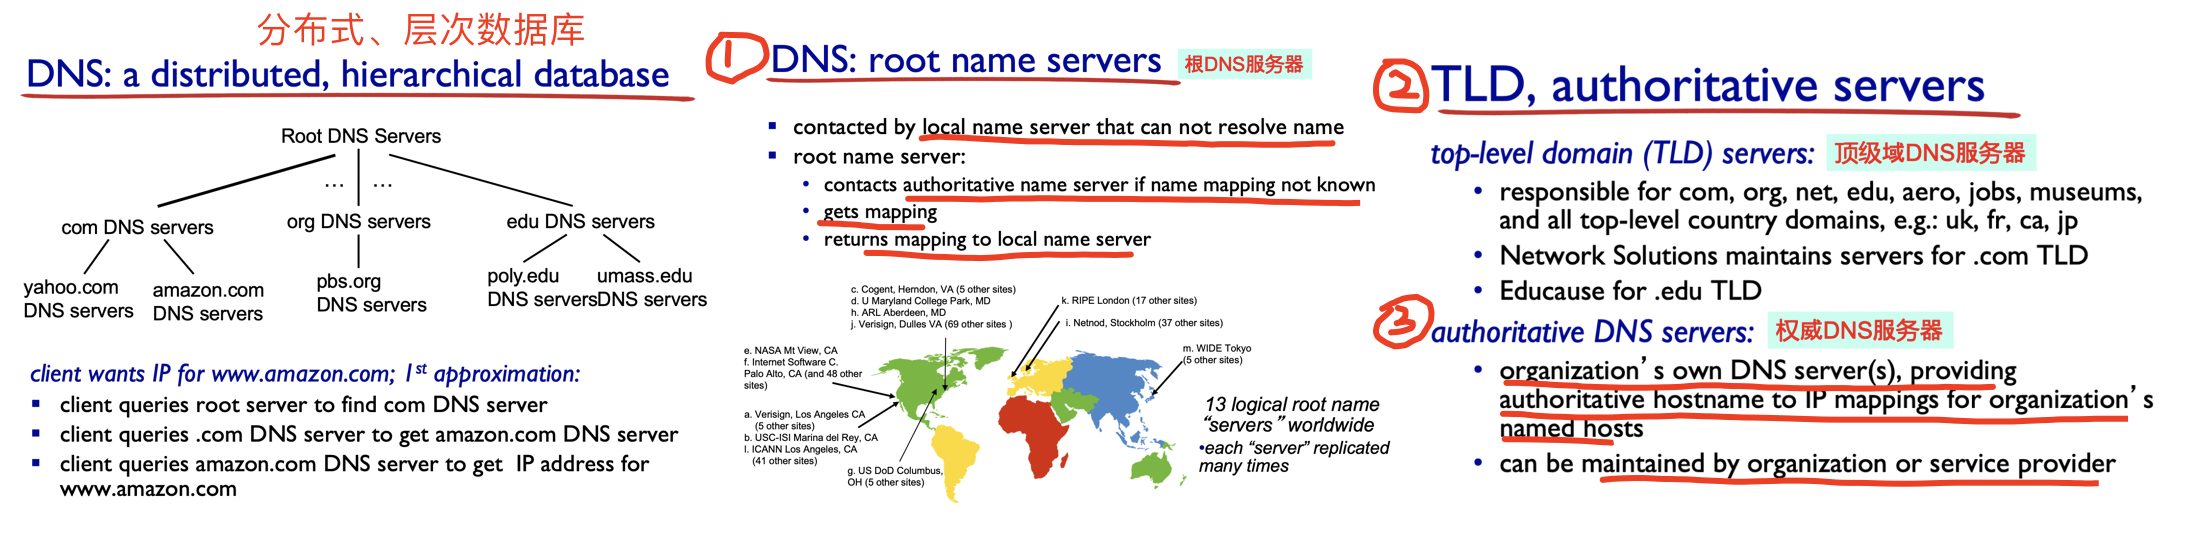 分布式、层次数据库
DNS: a distributed, hierarchical database
Root DNS Servers
… …
com DNS servers
org DNS servers
edu DNS servers
yahoo.com
DNS servers
amazon.com
DNS servers
pbs.org
DNS servers
poly.edu
DNS servers
umass.edu
DNS servers
client wants IP for www.amazon.com; 1st approximation:
▪ client queries root server to find com DNS server
▪ client queries .com DNS server to get amazon.com DNS server
▪ client queries amazon.com DNS server to get IP address for
www.amazon.com
① DNS: root name servers 根DNS服务器
▪ contacted by local name server that can not resolve name
▪ root name server:
• contacts authoritative name server if name mapping not known
• gets mapping
• returns mapping to local name server
c. Cogent, Herndon, VA (5 other sites)
d. U Maryland College Park, MD
h. ARL Aberdeen, MD
j. Verisign, Dulles VA (69 other sites )
k. RIPE London (17 other sites)
i. Netnod, Stockholm (37 other sites)
m. WIDE Tokyo
(5 other sites)
e. NASA Mt View, CA
f. Internet Software C.
Palo Alto, CA (and 48 other
sites)
a. Verisign, Los Angeles CA
(5 other sites)
b. USC-ISI Marina del Rey, CA
l. ICANN Los Angeles, CA
(41 other sites)
g. US DoD Columbus,
OH (5 other sites)
13 logical root name
“servers” worldwide
•each “server” replicated
many times
② TLD, authoritative servers
top-level domain (TLD) servers: 顶级域DNS服务器
• responsible for com, org, net, edu, aero, jobs, museums,
and all top-level country domains, e.g.: uk, fr, ca, jp
• Network Solutions maintains servers for .com TLD
• Educause for .edu TLD
③ authoritative DNS servers: 权威DNS服务器
• organization’s own DNS server(s), providing
authoritative hostname to IP mappings for organization’s
named hosts
• can be maintained by organization or service provider